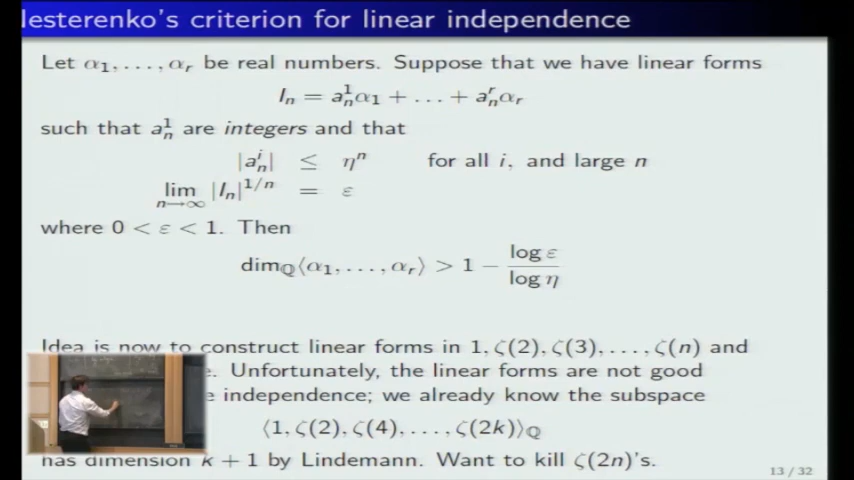 Nesterenko's criterion for linear independence
Let α₁, . . . , αᵣ be real numbers. Suppose that we have linear forms
Iₙ = aₙ¹α₁ + . . . + aₙʳαᵣ
such that aₙ¹ are integers and that
|aₙⁱ| ≤ ηⁿ for all i, and large n
lim_{n→∞} |Iₙ|^{1/n} = ε
where 0 < ε < 1. Then
dim_ℚ⟨α₁, . . . , αᵣ⟩ > 1 − log ε / log η
Idea is now to construct linear forms in 1, ζ(2), ζ(3), . . . , ζ(n) and
e. Unfortunately, the linear forms are not good
e independence; we already know the subspace
⟨1, ζ(2), ζ(4), . . . , ζ(2k)⟩_ℚ
has dimension k + 1 by Lindemann. Want to kill ζ(2n)'s.
13 / 32